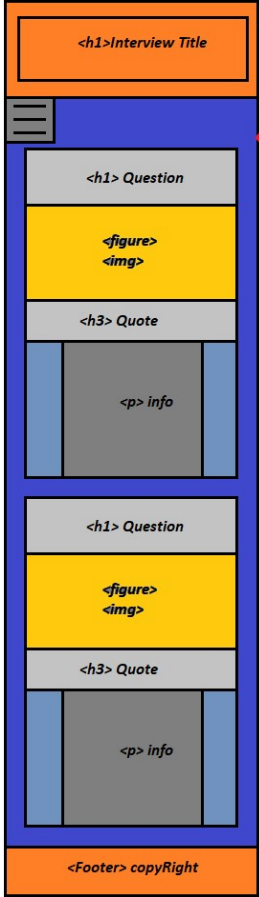 <h1>Interview Title
<h1> Question
<figure>
<img>
<h3> Quote
<p> info
<h1> Question
<figure>
<img>
<h3> Quote
<p> info
<Footer> copyRight